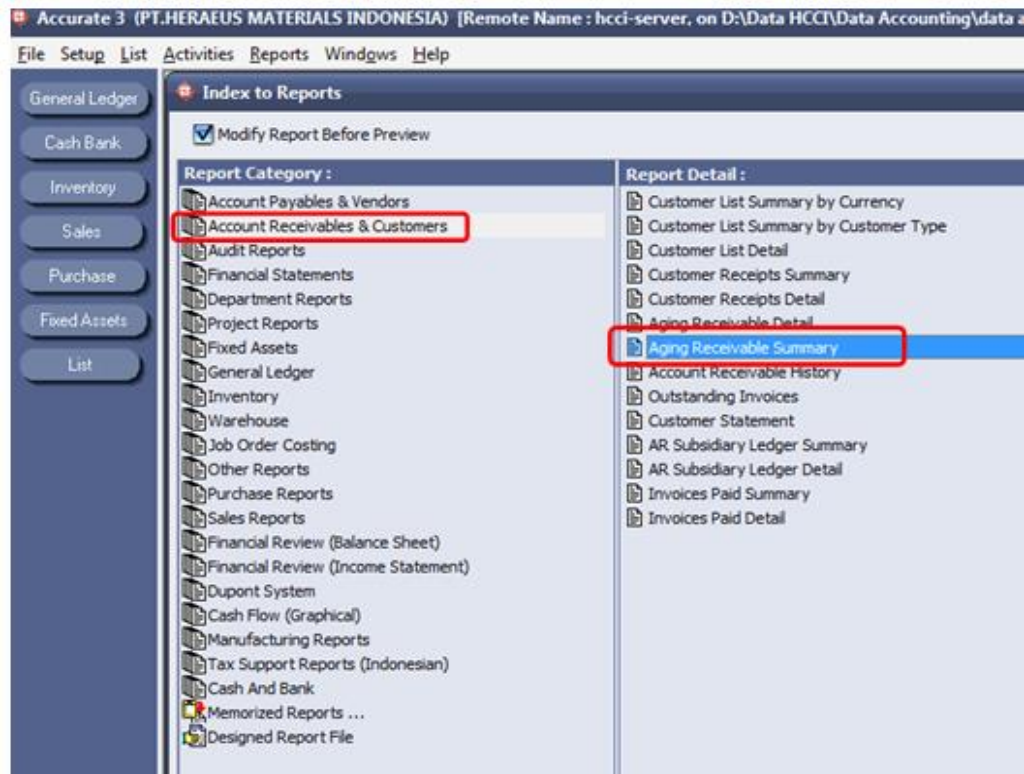 Accurate 3 (PT.HERAEUS MATERIALS INDONESIA) [Remote Name : hcci-server, on D:\Data HCCI\Data Accounting\data a
File Setup List Activities Reports Windows Help
General Ledger
Cash Bank
Inventory
Sales
Purchase
Fixed Assets
List
Index to Reports
Modify Report Before Preview
Report Category :
Account Payables & Vendors
Account Receivables & Customers
Audit Reports
Financial Statements
Department Reports
Project Reports
Fixed Assets
General Ledger
Inventory
Warehouse
Job Order Costing
Other Reports
Purchase Reports
Sales Reports
Financial Review (Balance Sheet)
Financial Review (Income Statement)
Dupont System
Cash Flow (Graphical)
Manufacturing Reports
Tax Support Reports (Indonesian)
Cash And Bank
Memorized Reports ...
Designed Report File
Report Detail :
Customer List Summary by Currency
Customer List Summary by Customer Type
Customer List Detail
Customer Receipts Summary
Customer Receipts Detail
Aging Receivable Detail
Aging Receivable Summary
Account Receivable History
Outstanding Invoices
Customer Statement
AR Subsidiary Ledger Summary
AR Subsidiary Ledger Detail
Invoices Paid Summary
Invoices Paid Detail